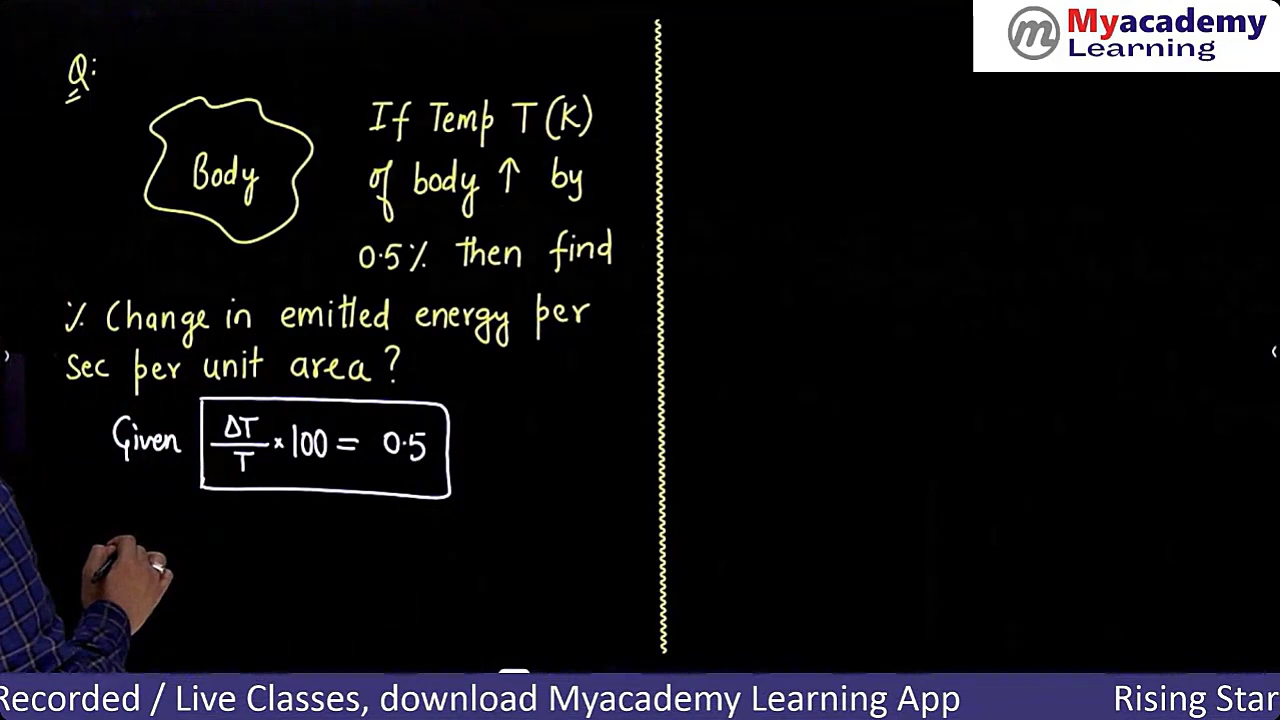 Myacademy
Learning
Q:
Body
If Temp T (K)
of body ↑ by
0.5% then find
% Change in emitted energy per
sec per unit area?
Given ΔT/T × 100 = 0.5
Recorded / Live Classes, download Myacademy Learning App Rising Star